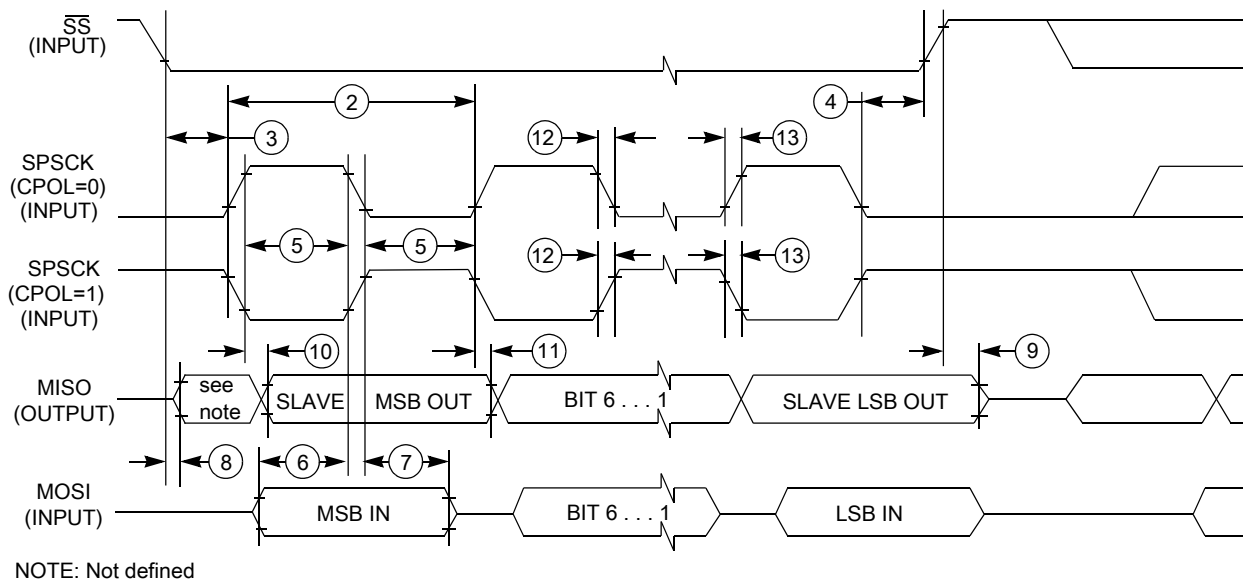 SS
(INPUT)
2
4
3
12
13
SPSCK
(CPOL=0)
(INPUT)
5
5
12
13
SPSCK
(CPOL=1)
(INPUT)
10
11
9
MISO
(OUTPUT)
see
note
SLAVE
MSB OUT
BIT 6 . . . 1
SLAVE LSB OUT
8
6
7
MOSI
(INPUT)
MSB IN
BIT 6 . . . 1
LSB IN
NOTE: Not defined